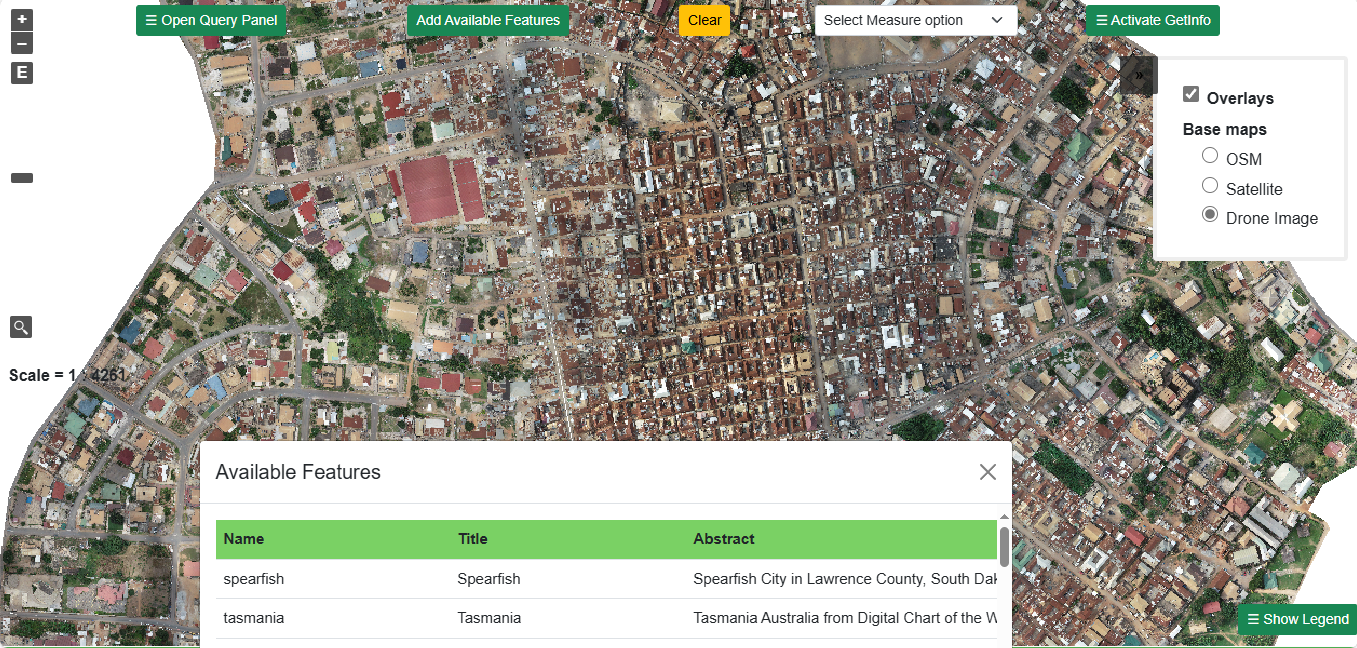 +
☰ Open Query Panel
Add Available Features
Clear
Select Measure option
☰ Activate GetInfo
–
E
»
Overlays
Base maps
OSM
Satellite
Drone Image
Scale = 1 : 4261
Available Features
Name Title Abstract
spearfish Spearfish Spearfish City in Lawrence County, South Dak
tasmania Tasmania Tasmania Australia from Digital Chart of the W
☰ Show Legend